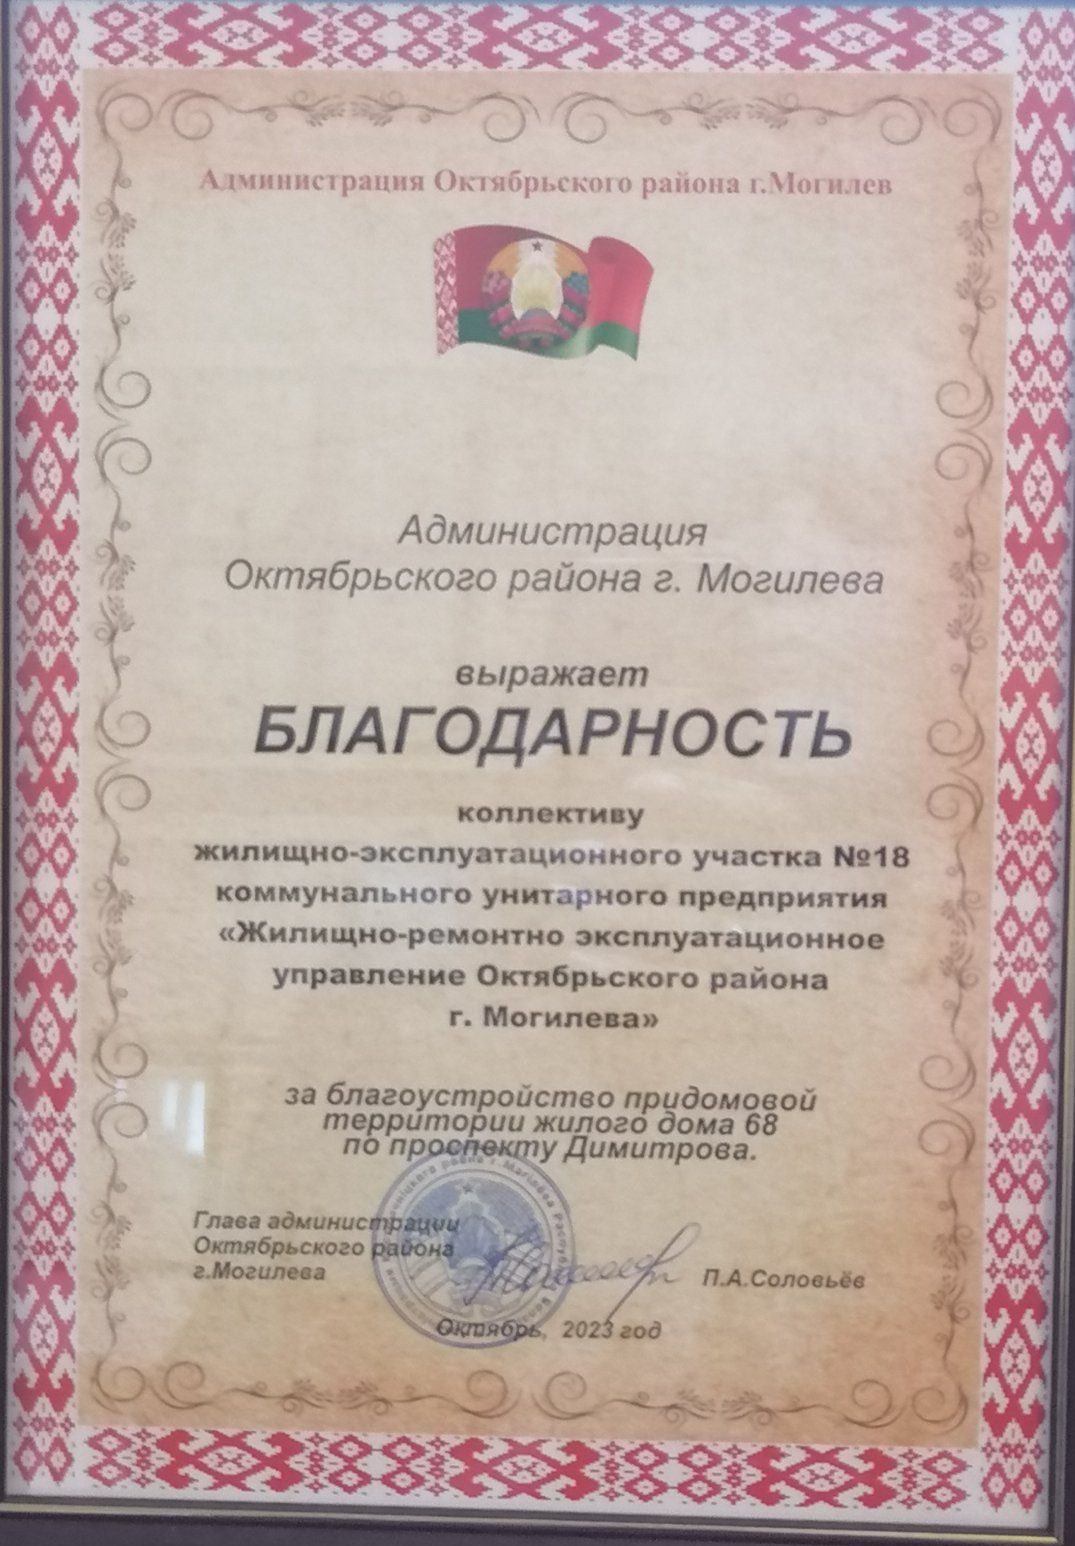 Администрация Октябрьского района г.Могилев
Администрация
Октябрьского района г. Могилева
выражает
БЛАГОДАРНОСТЬ
коллективу
жилищно-эксплуатационного участка №18
коммунального унитарного предприятия
«Жилищно-ремонтно эксплуатационное
управление Октябрьского района
г. Могилева»
за благоустройство придомовой
территории жилого дома 68
по проспекту Димитрова.
Глава администрации
Октябрьского района
г.Могилева
П.А.Соловьёв
Октябрь, 2023 год